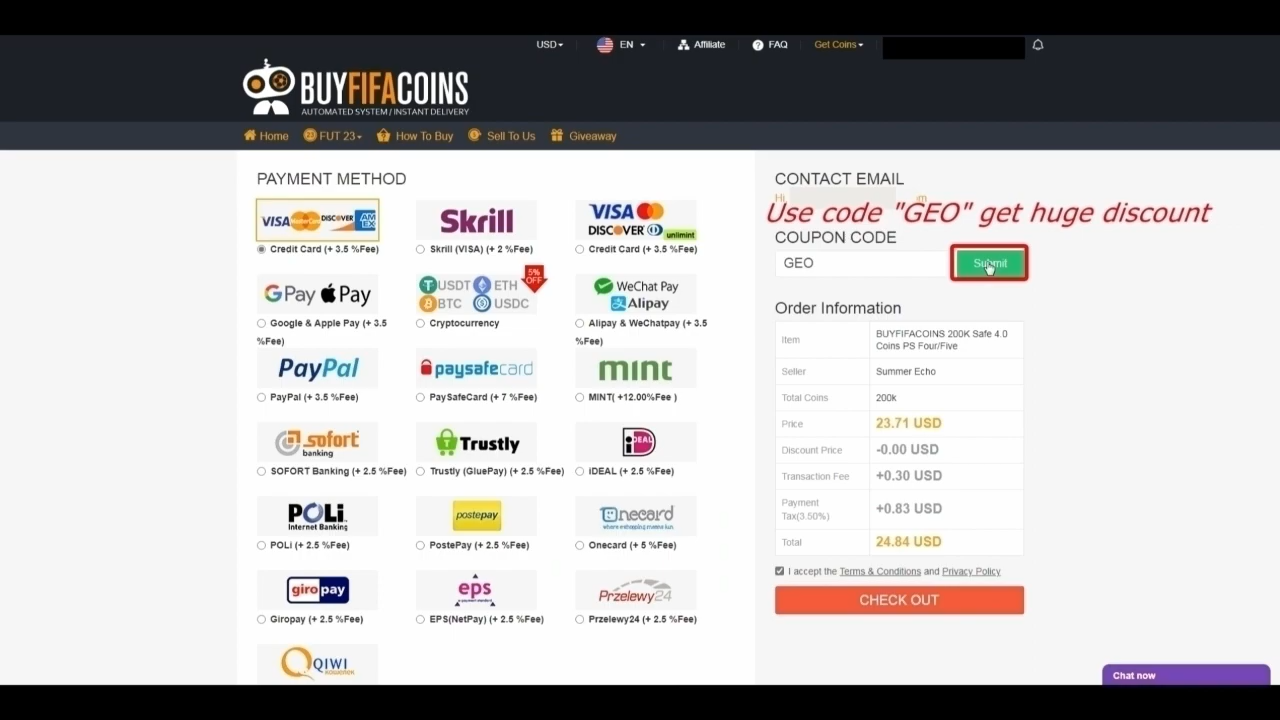 USD
EN
Affiliate
FAQ
Get Coins
BUYFIFACOINS
AUTOMATED SYSTEM / INSTANT DELIVERY
Home
FUT 23
How To Buy
Sell To Us
Giveaway
PAYMENT METHOD
VISA MasterCard DISCOVER AM EX
Credit Card (+ 3.5 %Fee)
Skrill
Skrill (VISA) (+ 2 %Fee)
VISA
DISCOVER unlimint
Credit Card (+ 3.5 %Fee)
G Pay Pay
Google & Apple Pay (+ 3.5
%Fee)
USDT ETH
BTC USDC
5%
OFF
Cryptocurrency
WeChat Pay
Alipay
Alipay & WeChatpay (+ 3.5
%Fee)
PayPal
PayPal (+ 3.5 %Fee)
paysafecard
PaySafeCard (+ 7 %Fee)
mint
MINT( +12.00%Fee )
sofort
banking
SOFORT Banking (+ 2.5 %Fee)
Trustly
Trustly (GluePay) (+ 2.5 %Fee)
iDEAL
iDEAL (+ 2.5 %Fee)
POLi
Internet Banking
POLi (+ 2.5 %Fee)
postepay
PostePay (+ 2.5 %Fee)
onecard
where eshopping means fun
Onecard (+ 5 %Fee)
giropay
Giropay (+ 2.5 %Fee)
eps
EPS(NetPay) (+ 2.5 %Fee)
Przelewy24
Przelewy24 (+ 2.5 %Fee)
QIWI
CONTACT EMAIL
Hi
Use code "GEO" get huge discount
COUPON CODE
GEO
Submit
Order Information
Item
BUYFIFACOINS 200K Safe 4.0
Coins PS Four/Five
Seller
Summer Echo
Total Coins
200k
Price
23.71 USD
Discount Price
-0.00 USD
Transaction Fee
+0.30 USD
Payment
Tax(3.50%)
+0.83 USD
Total
24.84 USD
I accept the Terms & Conditions and Privacy Policy
CHECK OUT
Chat now